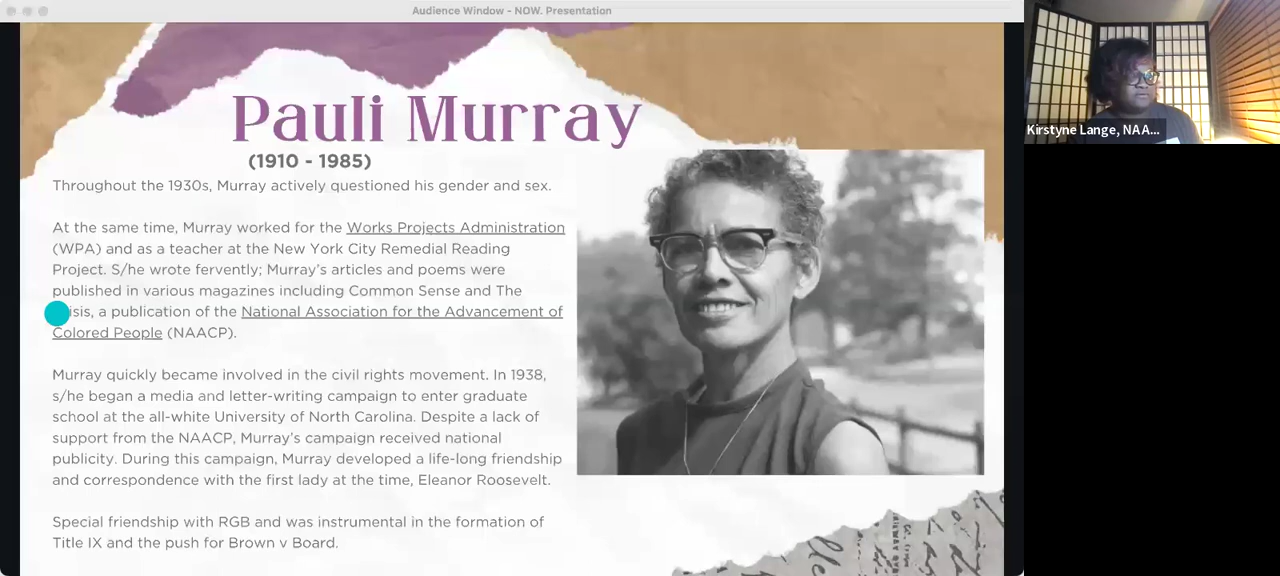 Audience Window - NOW. Presentation
Pauli Murray
(1910 - 1985)
Throughout the 1930s, Murray actively questioned his gender and sex.
At the same time, Murray worked for the Works Projects Administration
(WPA) and as a teacher at the New York City Remedial Reading
Project. S/he wrote fervently; Murray's articles and poems were
published in various magazines including Common Sense and The
isis, a publication of the National Association for the Advancement of
Colored People (NAACP).
Murray quickly became involved in the civil rights movement. In 1938,
s/he began a media and letter-writing campaign to enter graduate
school at the all-white University of North Carolina. Despite a lack of
support from the NAACP, Murray's campaign received national
publicity. During this campaign, Murray developed a life-long friendship
and correspondence with the first lady at the time, Eleanor Roosevelt.
Special friendship with RGB and was instrumental in the formation of
Title IX and the push for Brown v Board.
Kirstyne Lange, NAA...